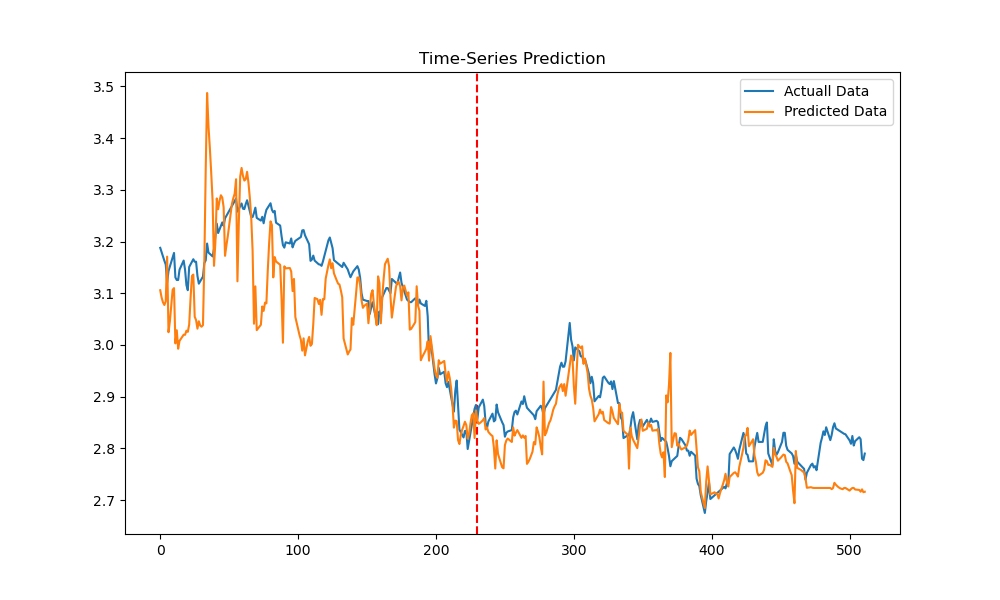 Time-Series Prediction
Actuall Data
Predicted Data
3.5
3.4
3.3
3.2
3.1
3.0
2.9
2.8
2.7
0 100 200 300 400 500